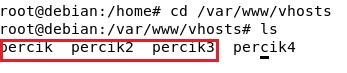 root@debian:/home# cd /var/www/vhosts
root@debian:/var/www/vhosts# ls
percik  percik2  percik3  percik4